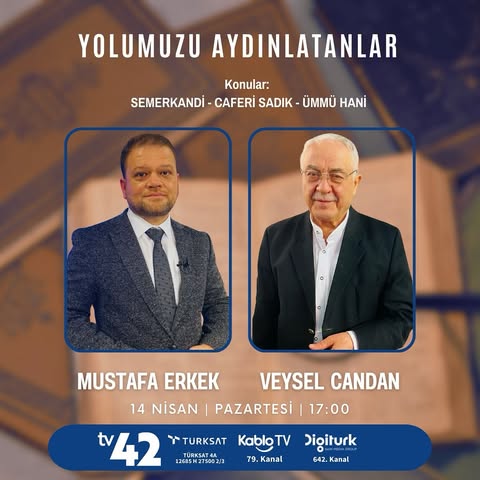 YOLUMUZU AYDINLATANLAR
Konular:
SEMERKANDİ - CAFERİ SADIK - ÜMMÜ HANİ
MUSTAFA ERKEK
VEYSEL CANDAN
14 NİSAN | PAZARTESİ | 17:00
tv42
TURKSAT
TÜRKSAT 4A
12685 H 27500 2/3
KabloTV
79. Kanal
Digiturk
642. Kanal